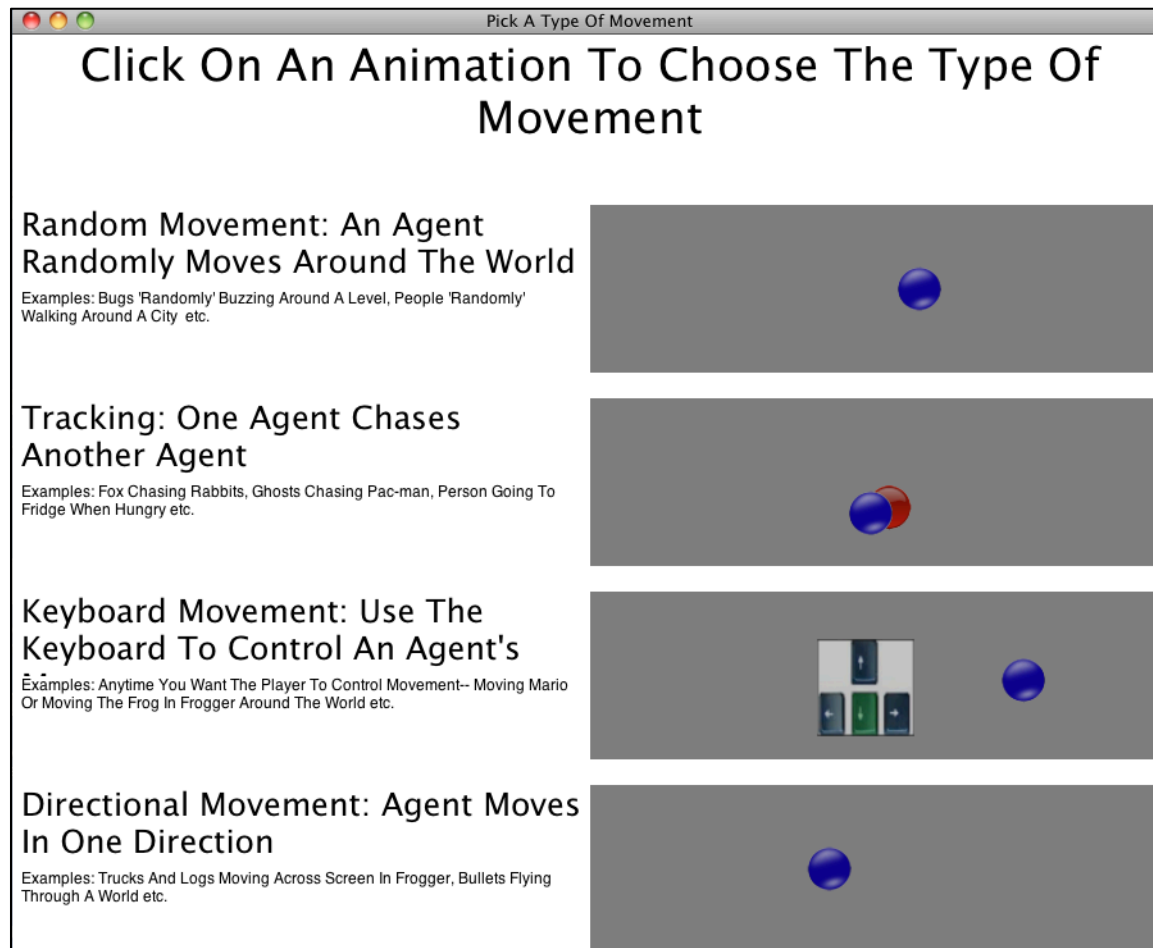 Pick A Type Of Movement
Click On An Animation To Choose The Type Of
Movement
Random Movement: An Agent
Randomly Moves Around The World
Examples: Bugs 'Randomly' Buzzing Around A Level, People 'Randomly'
Walking Around A City  etc.
Tracking: One Agent Chases
Another Agent
Examples: Fox Chasing Rabbits, Ghosts Chasing Pac-man, Person Going To
Fridge When Hungry etc.
Keyboard Movement: Use The
Keyboard To Control An Agent's
Examples: Anytime You Want The Player To Control Movement-- Moving Mario
Or Moving The Frog In Frogger Around The World etc.
Directional Movement: Agent Moves
In One Direction
Examples: Trucks And Logs Moving Across Screen In Frogger, Bullets Flying
Through A World etc.